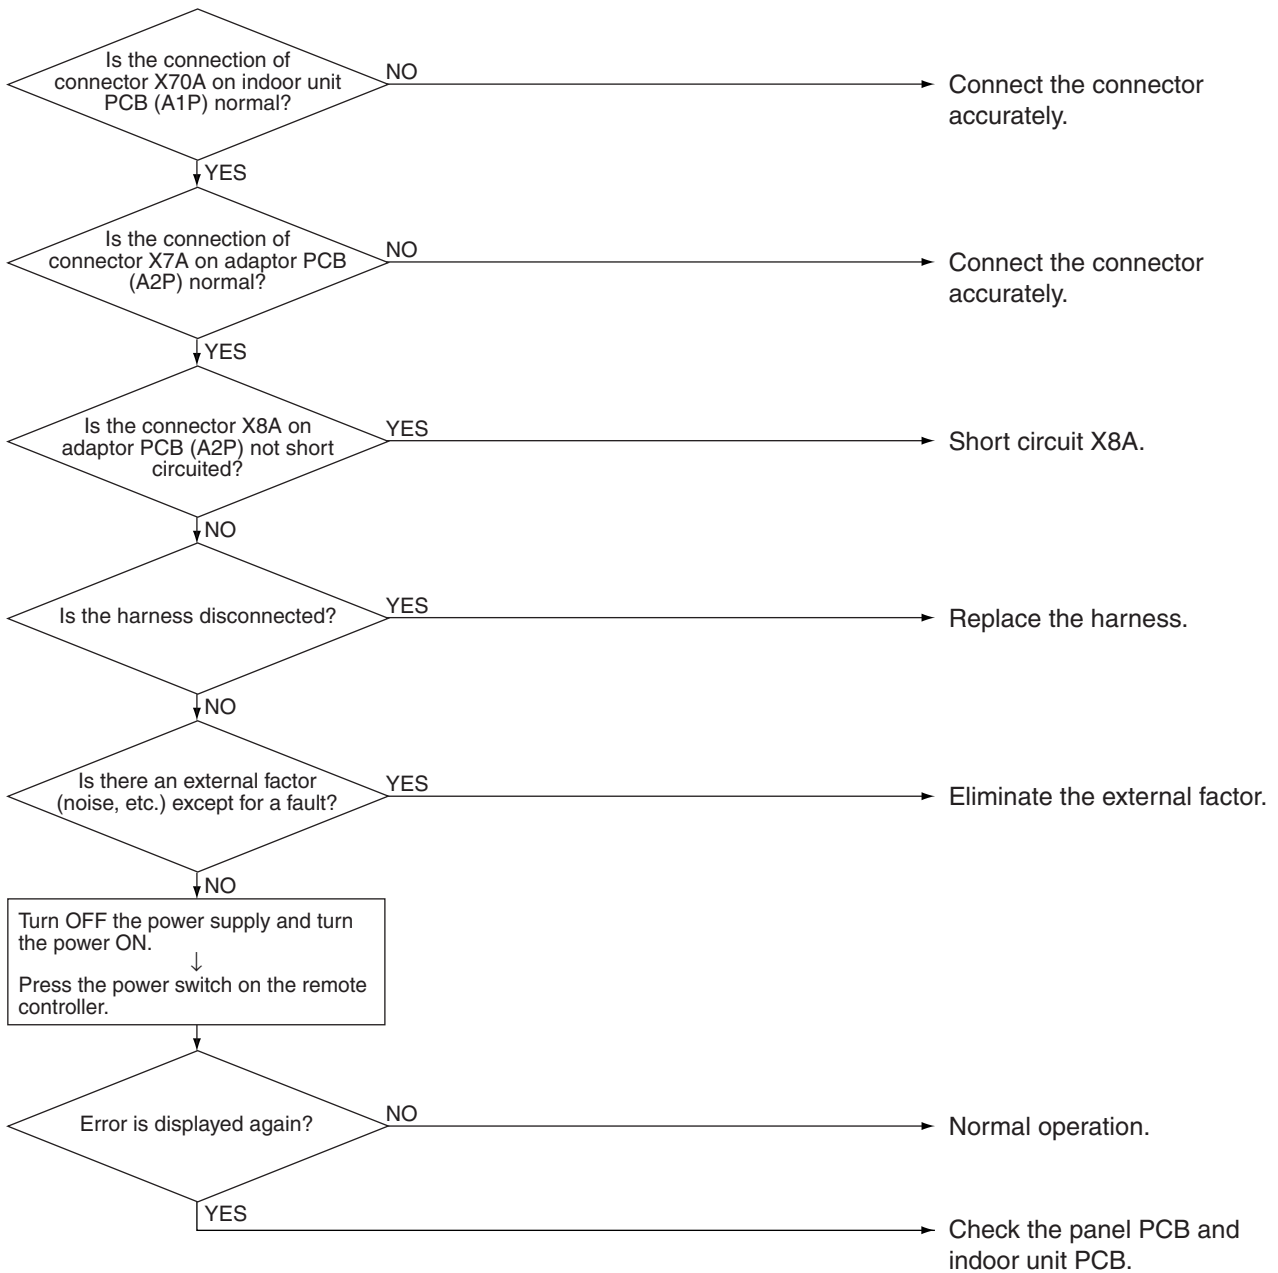 Is the connection of
connector X70A on indoor unit
PCB (A1P) normal?
NO
Connect the connector
accurately.
YES
Is the connection of
connector X7A on adaptor PCB
(A2P) normal?
NO
Connect the connector
accurately.
YES
Is the connector X8A on
adaptor PCB (A2P) not short
circuited?
YES
Short circuit X8A.
NO
Is the harness disconnected?
YES
Replace the harness.
NO
Is there an external factor
(noise, etc.) except for a fault?
YES
Eliminate the external factor.
NO
Turn OFF the power supply and turn
the power ON.
↓
Press the power switch on the remote
controller.
Error is displayed again?
NO
Normal operation.
YES
Check the panel PCB and
indoor unit PCB.